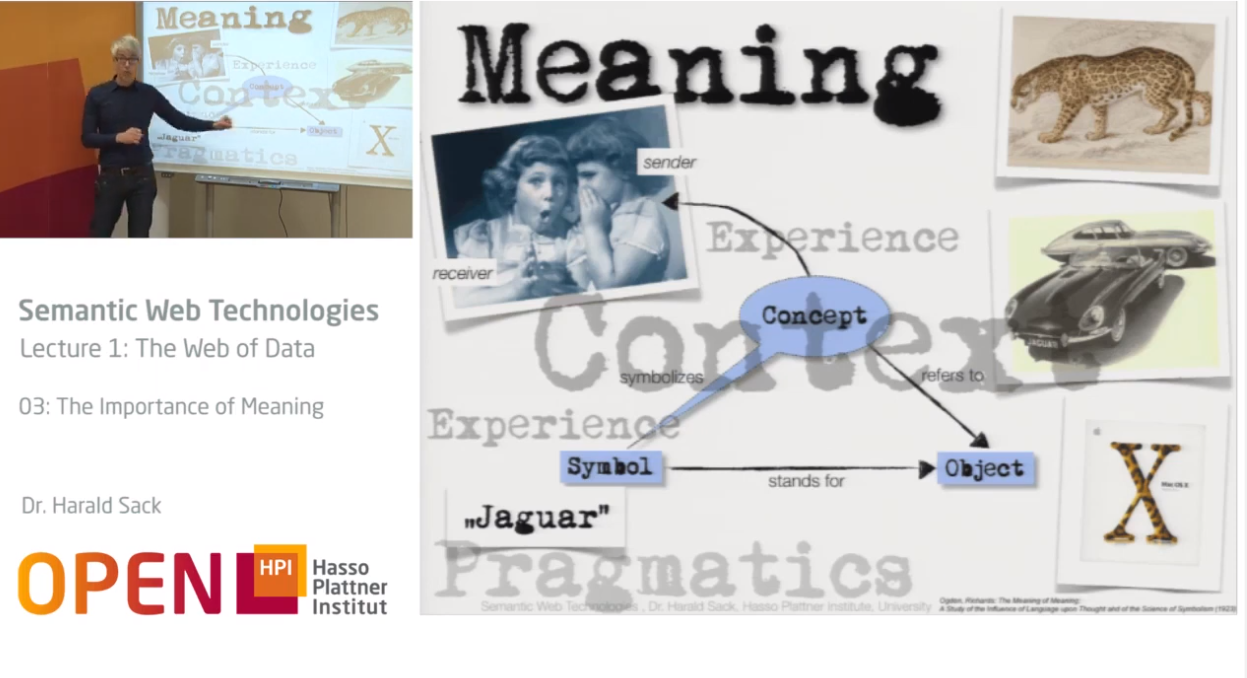 Meaning
Experience
Context
Concept
„Jaguar"
Object
X
Pragmatics
Semantic Web Technologies
Lecture 1: The Web of Data
03: The Importance of Meaning
Dr. Harald Sack
OPEN HPI Hasso
Plattner
Institut
Meaning
sender
receiver
Experience
Concept
Context
symbolizes
refers to
Experience
Symbol
stands for
Object
„Jaguar"
Pragmatics
JAGUAR
X
Mac OS X
Semantic Web Technologies , Dr. Harald Sack, Hasso Plattner Institute, University
Ogden, Richards: The Meaning of Meaning:
A Study of the Influence of Language upon Thought and of the Science of Symbolism (1923)